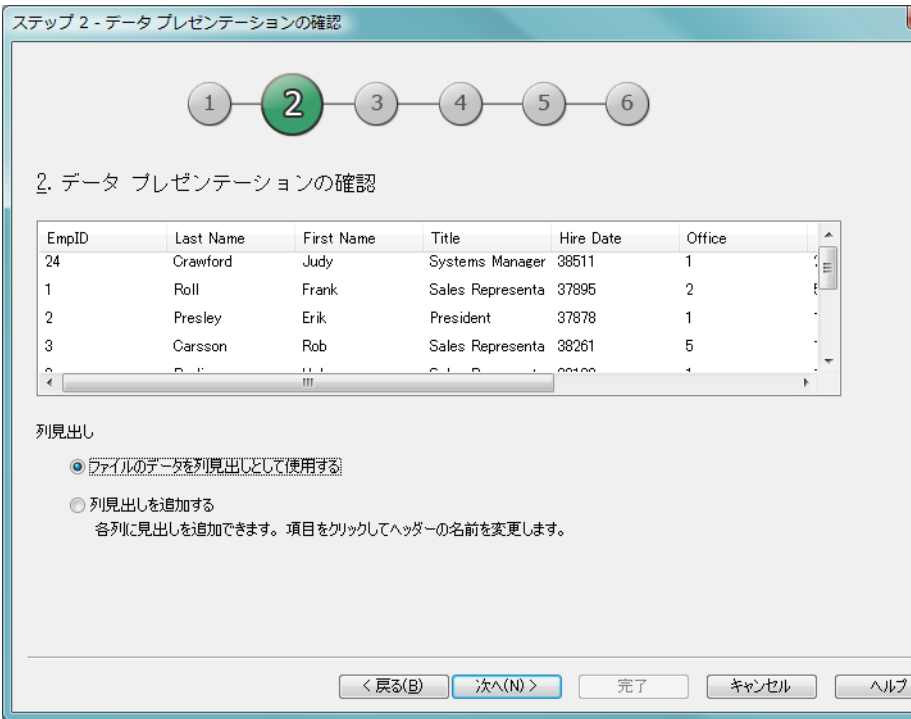 ステップ 2 - データ プレゼンテーションの確認
1 2 3 4 5 6
2. データ プレゼンテーションの確認
EmpID Last Name First Name Title Hire Date Office
24 Crawford Judy Systems Manager 38511 1
1 Roll Frank Sales Representa 37895 2
2 Presley Erik President 37878 1
3 Carsson Rob Sales Representa 38261 5
列見出し
ファイルのデータを列見出しとして使用する
列見出しを追加する
各列に見出しを追加できます。項目をクリックしてヘッダーの名前を変更します。
< 戻る(B) 次へ(N) > 完了 キャンセル ヘルプ